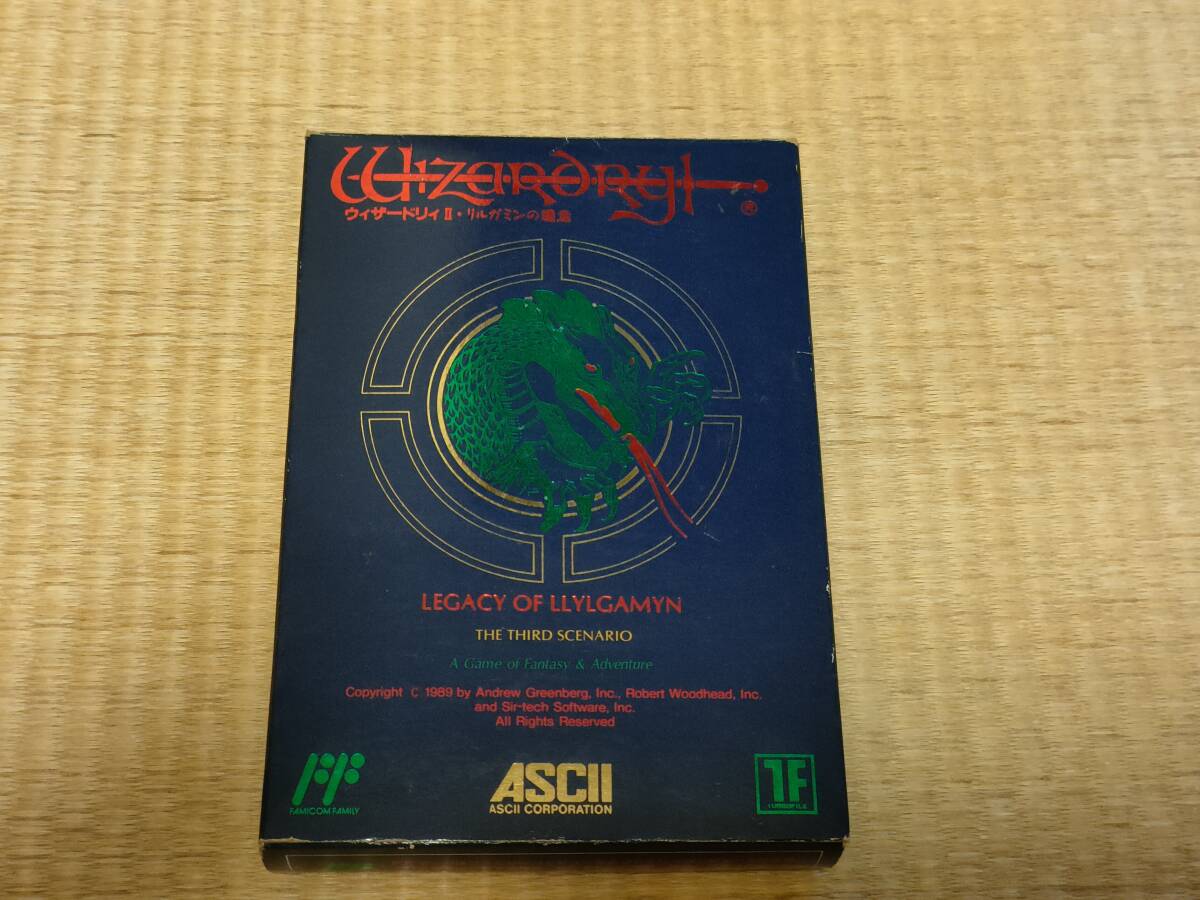 Wizardry
®
ウィザードリィⅡ・リルガミンの遺産
LEGACY OF LLYLGAMYN
THE THIRD SCENARIO
A Game of Fantasy & Adventure
Copyright C 1989 by Andrew Greenberg, Inc., Robert Woodhead, Inc.
and Sir-tech Software, Inc.
All Rights Reserved
FF
FAMICOM FAMILY
ASCII
ASCII CORPORATION
TF
TURBOFILE